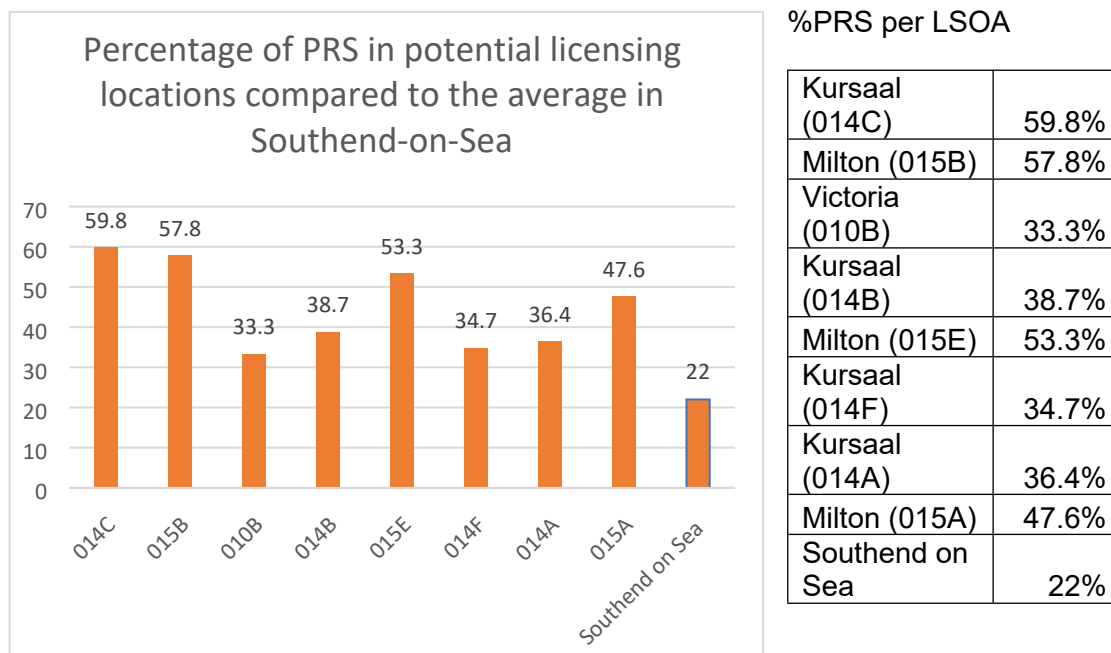 Percentage of PRS in potential licensing
locations compared to the average in
Southend-on-Sea
70
60
50
40
30
20
10
0
59.8
57.8
33.3
38.7
53.3
34.7
36.4
47.6
22
014C
015B
010B
014B
015E
014F
014A
015A
Southend on Sea
%PRS per LSOA
Kursaal
(014C) 59.8%
Milton (015B) 57.8%
Victoria
(010B) 33.3%
Kursaal
(014B) 38.7%
Milton (015E) 53.3%
Kursaal
(014F) 34.7%
Kursaal
(014A) 36.4%
Milton (015A) 47.6%
Southend on
Sea 22%